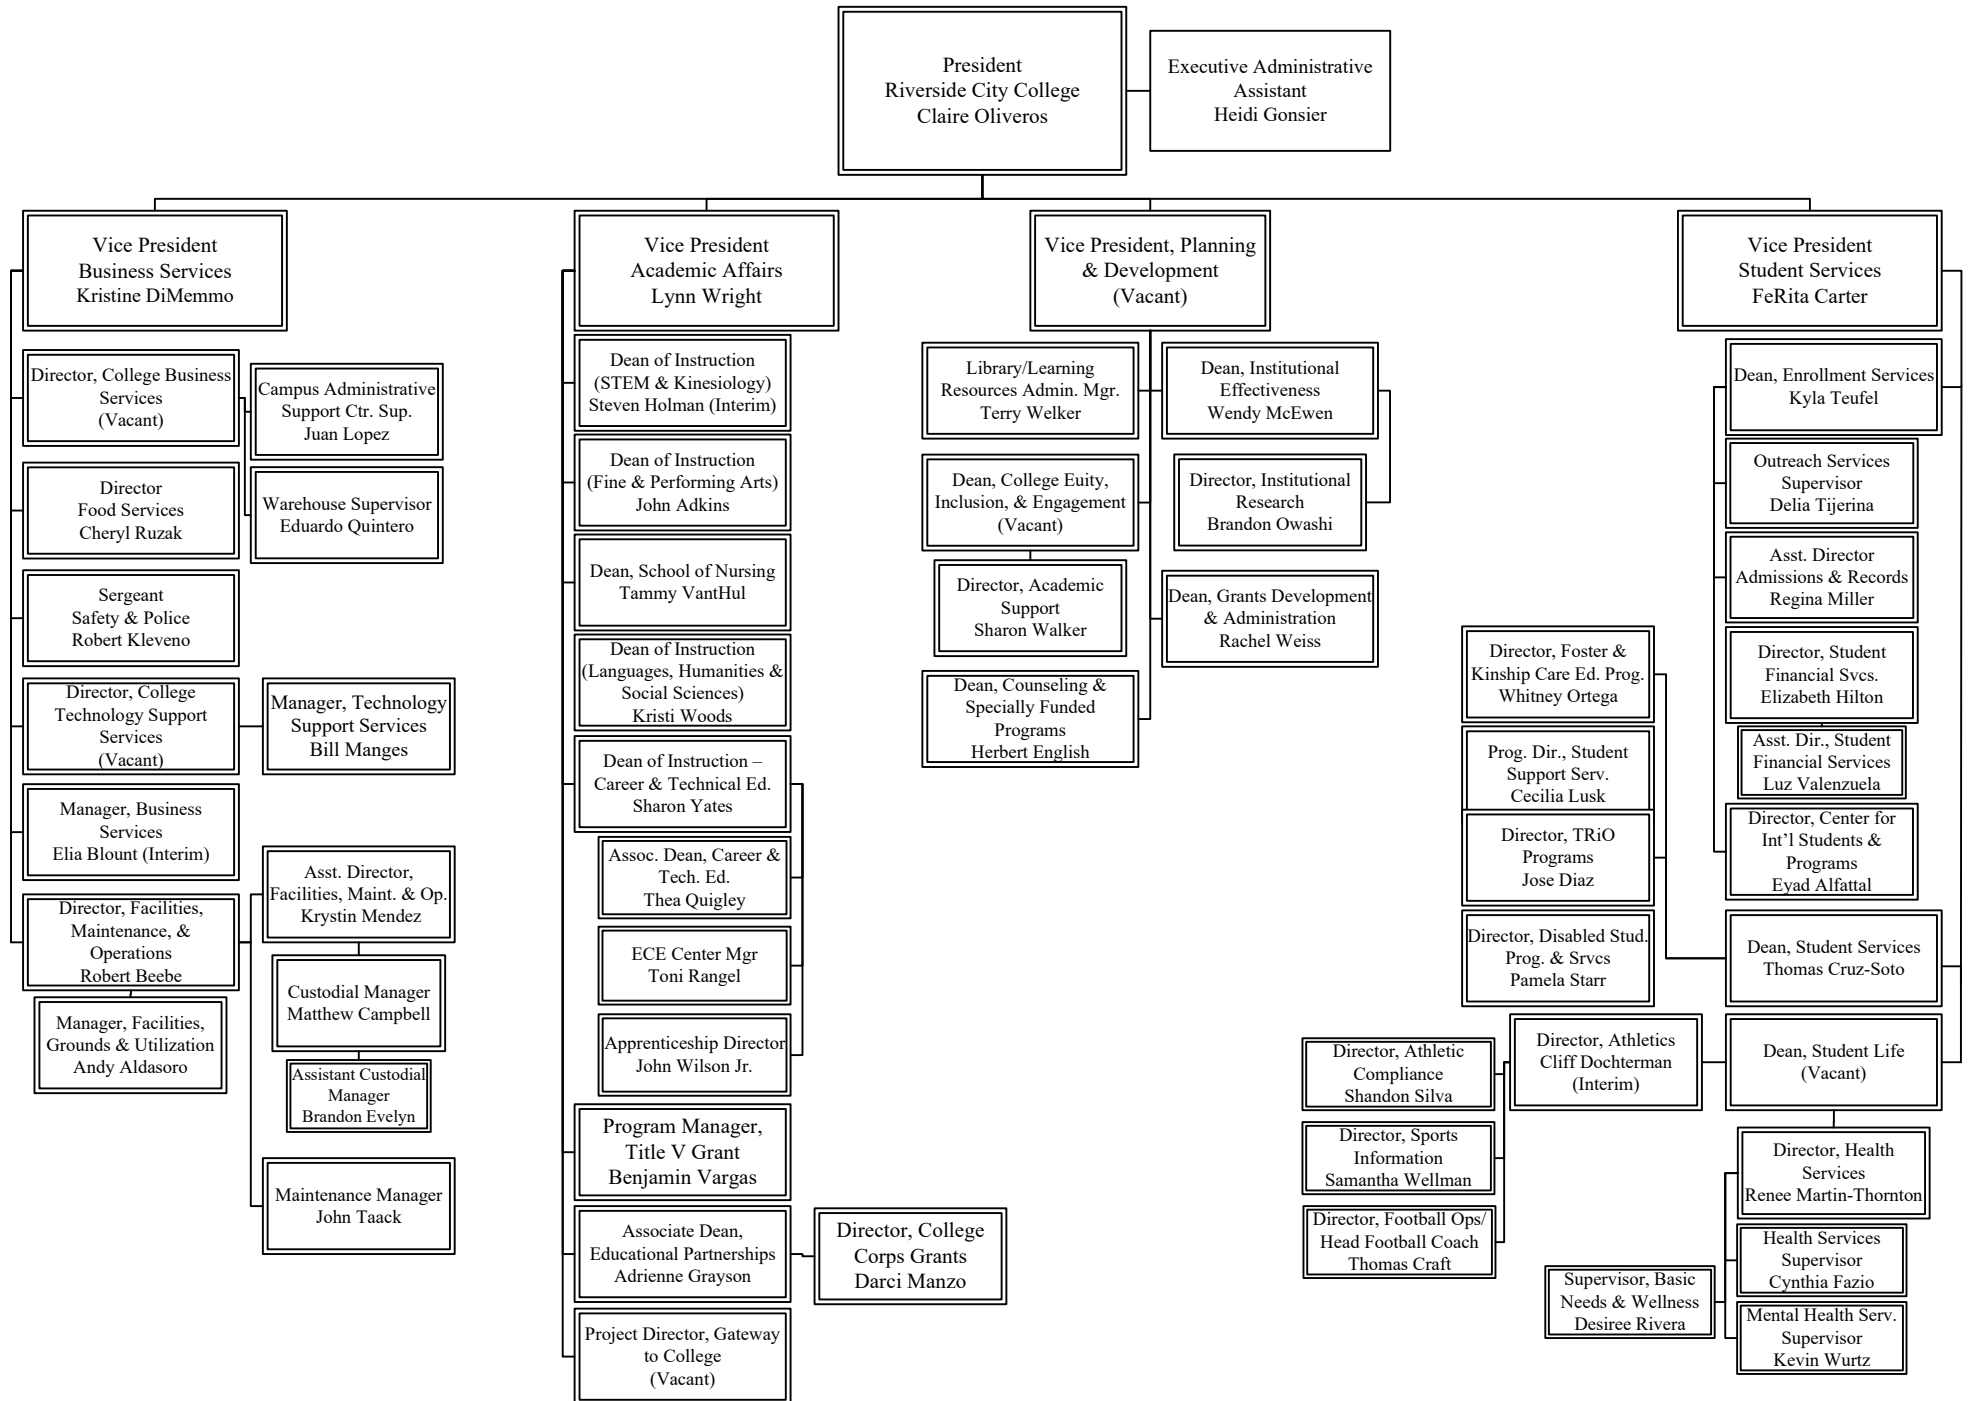 President
Riverside City College
Claire Oliveros
Executive Administrative
Assistant
Heidi Gonsier
Vice President
Business Services
Kristine DiMemmo
Director, College Business
Services
(Vacant)
Campus Administrative
Support Ctr. Sup.
Juan Lopez
Warehouse Supervisor
Eduardo Quintero
Director
Food Services
Cheryl Ruzak
Sergeant
Safety & Police
Robert Kleveno
Director, College
Technology Support
Services
(Vacant)
Manager, Technology
Support Services
Bill Manges
Manager, Business
Services
Elia Blount (Interim)
Director, Facilities,
Maintenance, &
Operations
Robert Beebe
Manager, Facilities,
Grounds & Utilization
Andy Aldasoro
Asst. Director,
Facilities, Maint. & Op.
Krystin Mendez
Custodial Manager
Matthew Campbell
Assistant Custodial
Manager
Brandon Evelyn
Maintenance Manager
John Taack
Vice President
Academic Affairs
Lynn Wright
Dean of Instruction
(STEM & Kinesiology)
Steven Holman (Interim)
Dean of Instruction
(Fine & Performing Arts)
John Adkins
Dean, School of Nursing
Tammy VantHul
Dean of Instruction
(Languages, Humanities &
Social Sciences)
Kristi Woods
Dean of Instruction –
Career & Technical Ed.
Sharon Yates
Assoc. Dean, Career &
Tech. Ed.
Thea Quigley
ECE Center Mgr
Toni Rangel
Apprenticeship Director
John Wilson Jr.
Program Manager,
Title V Grant
Benjamin Vargas
Associate Dean,
Educational Partnerships
Adrienne Grayson
Director, College
Corps Grants
Darci Manzo
Project Director, Gateway
to College
(Vacant)
Vice President, Planning
& Development
(Vacant)
Library/Learning
Resources Admin. Mgr.
Terry Welker
Dean, Institutional
Effectiveness
Wendy McEwen
Dean, College Euity,
Inclusion, & Engagement
(Vacant)
Director, Institutional
Research
Brandon Owashi
Director, Academic
Support
Sharon Walker
Dean, Grants Development
& Administration
Rachel Weiss
Dean, Counseling &
Specially Funded
Programs
Herbert English
Vice President
Student Services
FeRita Carter
Dean, Enrollment Services
Kyla Teufel
Outreach Services
Supervisor
Delia Tijerina
Asst. Director
Admissions & Records
Regina Miller
Director, Student
Financial Svcs.
Elizabeth Hilton
Asst. Dir., Student
Financial Services
Luz Valenzuela
Director, Center for
Int’l Students &
Programs
Eyad Alfattal
Director, Foster &
Kinship Care Ed. Prog.
Whitney Ortega
Prog. Dir., Student
Support Serv.
Cecilia Lusk
Director, TRiO
Programs
Jose Diaz
Director, Disabled Stud.
Prog. & Srvcs
Pamela Starr
Dean, Student Services
Thomas Cruz-Soto
Dean, Student Life
(Vacant)
Director, Athletics
Cliff Dochterman
(Interim)
Director, Athletic
Compliance
Shandon Silva
Director, Sports
Information
Samantha Wellman
Director, Football Ops/
Head Football Coach
Thomas Craft
Director, Health
Services
Renee Martin-Thornton
Health Services
Supervisor
Cynthia Fazio
Supervisor, Basic
Needs & Wellness
Desiree Rivera
Mental Health Serv.
Supervisor
Kevin Wurtz